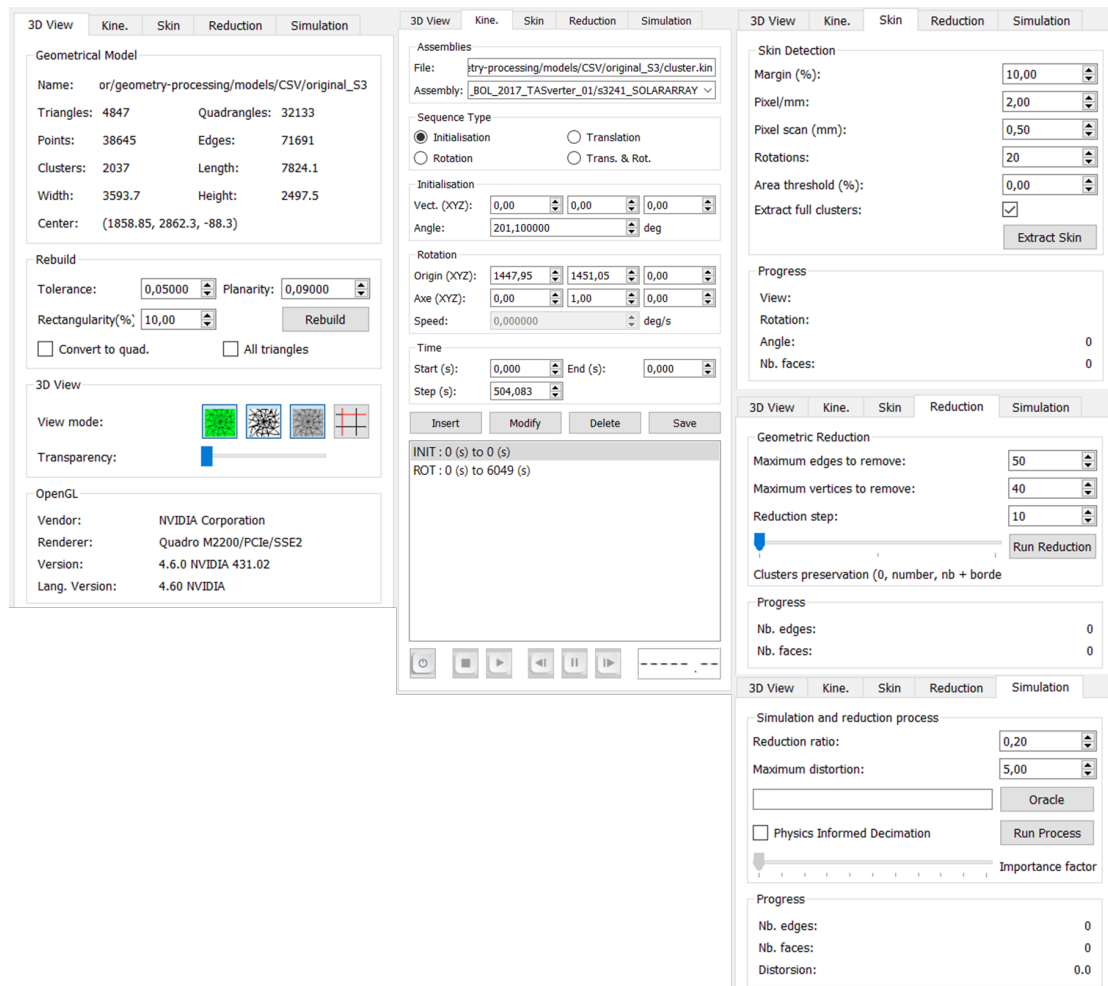 3D View Kine. Skin Reduction Simulation
Geometrical Model
Name: or/geometry-processing/models/CSV/original_S3
Triangles: 4847 Quadrangles: 32133
Points: 38645 Edges: 71691
Clusters: 2037 Length: 7824.1
Width: 3593.7 Height: 2497.5
Center: (1858.85, 2862.3, -88.3)
Rebuild
Tolerance: 0,05000 Planarity: 0,09000
Rectangularity(%) 10,00 Rebuild
Convert to quad. All triangles
3D View
View mode:
Transparency:
OpenGL
Vendor: NVIDIA Corporation
Renderer: Quadro M2200/PCIe/SSE2
Version: 4.6.0 NVIDIA 431.02
Lang. Version: 4.60 NVIDIA
3D View Kine. Skin Reduction Simulation
Assemblies
File: etry-processing/models/CSV/original_S3/cluster.kin
Assembly: _BOL_2017_TASverter_01/s3241_SOLARARRAY
Sequence Type
Initialisation Translation
Rotation Trans. & Rot.
Initialisation
Vect. (XYZ): 0,00 0,00 0,00
Angle: 201,100000 deg
Rotation
Origin (XYZ): 1447,95 1451,05 0,00
Axe (XYZ): 0,00 1,00 0,00
Speed: 0,000000 deg/s
Time
Start (s): 0,000 End (s): 0,000
Step (s): 504,083
Insert Modify Delete Save
INIT : 0 (s) to 0 (s)
ROT : 0 (s) to 6049 (s)
-----.--
3D View Kine. Skin Reduction Simulation
Skin Detection
Margin (%): 10,00
Pixel/mm: 2,00
Pixel scan (mm): 0,50
Rotations: 20
Area threshold (%): 0,00
Extract full clusters:
Extract Skin
Progress
View:
Rotation:
Angle: 0
Nb. faces: 0
3D View Kine. Skin Reduction Simulation
Geometric Reduction
Maximum edges to remove: 50
Maximum vertices to remove: 40
Reduction step: 10
Run Reduction
Clusters preservation (0, number, nb + borde
Progress
Nb. edges: 0
Nb. faces: 0
3D View Kine. Skin Reduction Simulation
Simulation and reduction process
Reduction ratio: 0,20
Maximum distortion: 5,00
Oracle
Physics Informed Decimation Run Process
Importance factor
Progress
Nb. edges: 0
Nb. faces: 0
Distorsion: 0.0